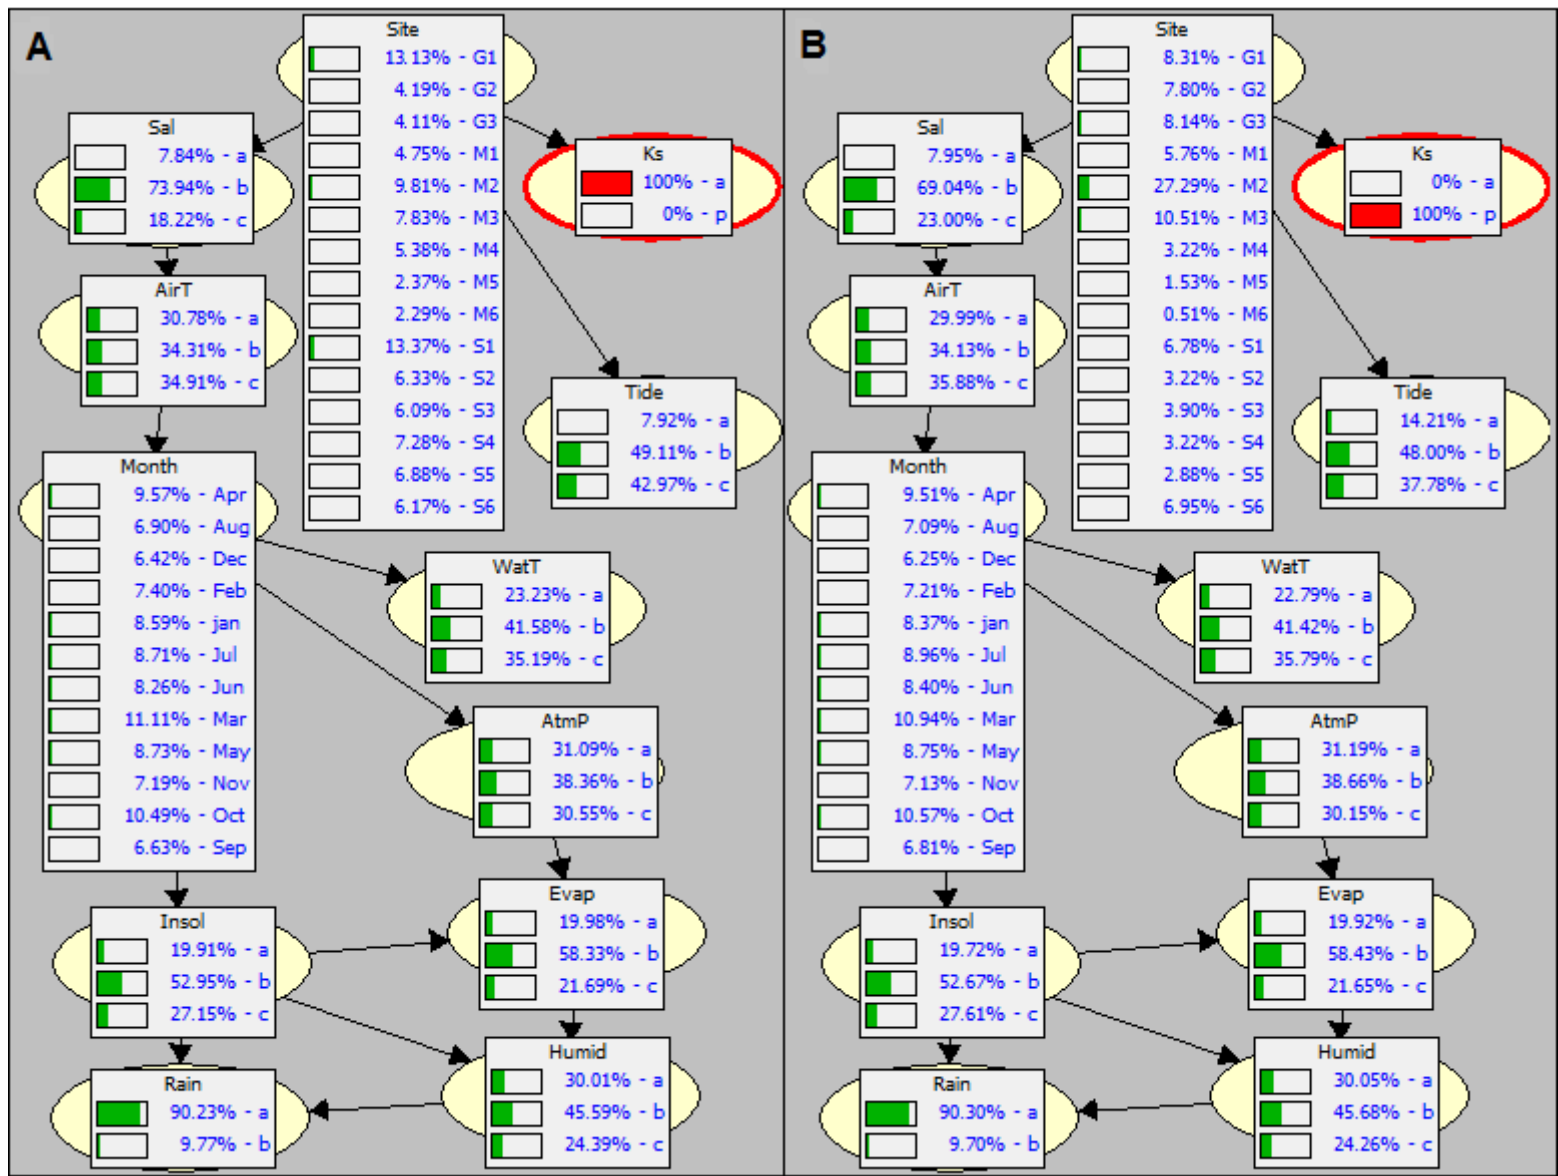 A
Site
13.13% - G1
4.19% - G2
4.11% - G3
4.75% - M1
9.81% - M2
7.83% - M3
5.38% - M4
2.37% - M5
2.29% - M6
13.37% - S1
6.33% - S2
6.09% - S3
7.28% - S4
6.88% - S5
6.17% - S6
Sal
7.84% - a
73.94% - b
18.22% - c
Ks
100% - a
0% - p
AirT
30.78% - a
34.31% - b
34.91% - c
Tide
7.92% - a
49.11% - b
42.97% - c
Month
9.57% - Apr
6.90% - Aug
6.42% - Dec
7.40% - Feb
8.59% - jan
8.71% - Jul
8.26% - Jun
11.11% - Mar
8.73% - May
7.19% - Nov
10.49% - Oct
6.63% - Sep
WatT
23.23% - a
41.58% - b
35.19% - c
AtmP
31.09% - a
38.36% - b
30.55% - c
Insol
19.91% - a
52.95% - b
27.15% - c
Evap
19.98% - a
58.33% - b
21.69% - c
Rain
90.23% - a
9.77% - b
Humid
30.01% - a
45.59% - b
24.39% - c
B
Site
8.31% - G1
7.80% - G2
8.14% - G3
5.76% - M1
27.29% - M2
10.51% - M3
3.22% - M4
1.53% - M5
0.51% - M6
6.78% - S1
3.22% - S2
3.90% - S3
3.22% - S4
2.88% - S5
6.95% - S6
Sal
7.95% - a
69.04% - b
23.00% - c
Ks
0% - a
100% - p
AirT
29.99% - a
34.13% - b
35.88% - c
Tide
14.21% - a
48.00% - b
37.78% - c
Month
9.51% - Apr
7.09% - Aug
6.25% - Dec
7.21% - Feb
8.37% - jan
8.96% - Jul
8.40% - Jun
10.94% - Mar
8.75% - May
7.13% - Nov
10.57% - Oct
6.81% - Sep
WatT
22.79% - a
41.42% - b
35.79% - c
AtmP
31.19% - a
38.66% - b
30.15% - c
Insol
19.72% - a
52.67% - b
27.61% - c
Evap
19.92% - a
58.43% - b
21.65% - c
Rain
90.30% - a
9.70% - b
Humid
30.05% - a
45.68% - b
24.26% - c